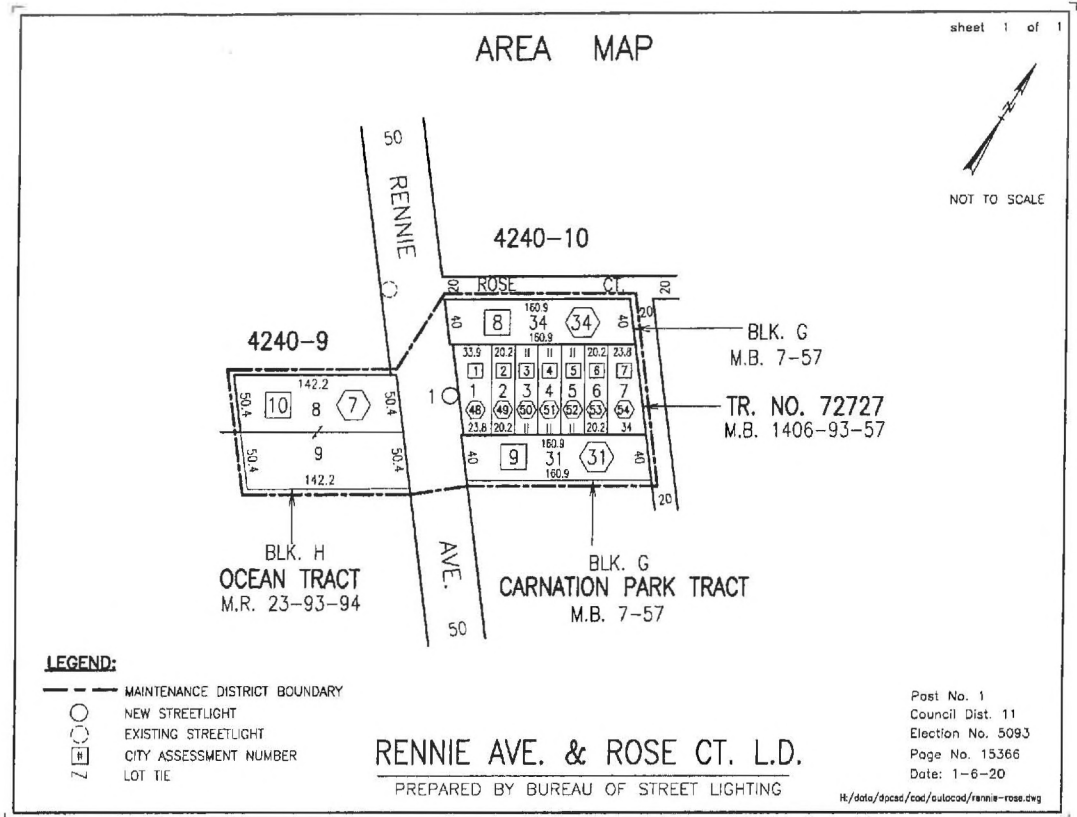 sheet 1 of 1
AREA MAP
N
NOT TO SCALE
50
RENNIE
4240-10
20 ROSE CT. 20
20
160.9
40 8 34 34 40
160.9
BLK. G
M.B. 7-57
4240-9
33.9 20.2 11 11 11 20.2 23.8
1 2 3 4 5 6 7
1 2 3 4 5 6 7
48 49 50 51 52 53 54
23.8 20.2 11 11 11 20.2 34
1
142.2
50.4 10 8 7 50.4
50.4 9 50.4
142.2
TR. NO. 72727
M.B. 1406-93-57
160.9
40 9 31 31 40
160.9
20
BLK. H
OCEAN TRACT
M.R. 23-93-94
AVE.
50
BLK. G
CARNATION PARK TRACT
M.B. 7-57
LEGEND:
MAINTENANCE DISTRICT BOUNDARY
NEW STREETLIGHT
EXISTING STREETLIGHT
# CITY ASSESSMENT NUMBER
LOT TIE
RENNIE AVE. & ROSE CT. L.D.
PREPARED BY BUREAU OF STREET LIGHTING
Post No. 1
Council Dist. 11
Election No. 5093
Page No. 15366
Date: 1-6-20
H:/data/dpcsd/cad/autocad/rennie-rose.dwg